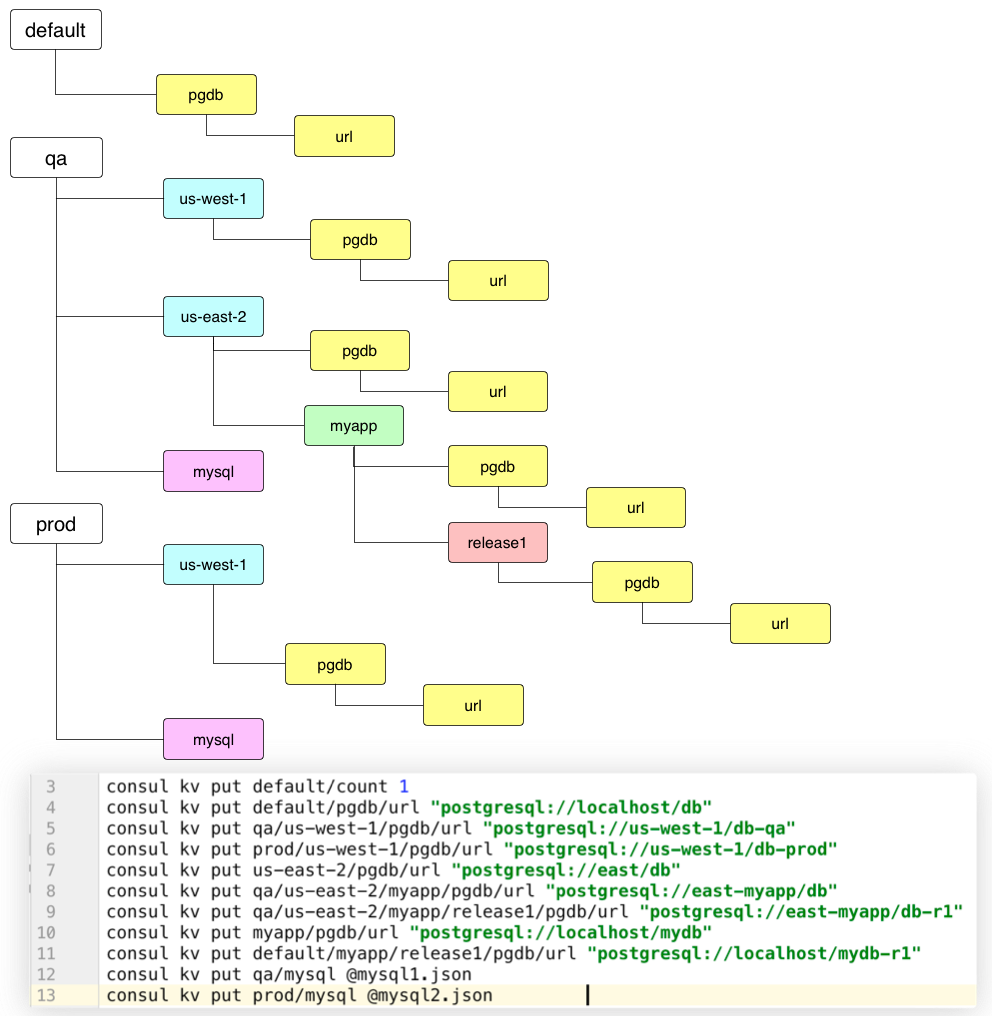 default
pgdb
url
qa
us-west-1
pgdb
url
us-east-2
pgdb
url
myapp
pgdb
mysql
url
prod
release1
us-west-1
pgdb
url
pgdb
url
mysql
3 consul kv put default/count 1
4 consul kv put default/pgdb/url "postgresql://localhost/db"
5 consul kv put qa/us-west-1/pgdb/url "postgresql://us-west-1/db-qa"
6 consul kv put prod/us-west-1/pgdb/url "postgresql://us-west-1/db-prod"
7 consul kv put us-east-2/pgdb/url "postgresql://east/db"
8 consul kv put qa/us-east-2/myapp/pgdb/url "postgresql://east-myapp/db"
9 consul kv put qa/us-east-2/myapp/release1/pgdb/url "postgresql://east-myapp/db-r1"
10 consul kv put myapp/pgdb/url "postgresql://localhost/mydb"
11 consul kv put default/myapp/release1/pgdb/url "postgresql://localhost/mydb-r1"
12 consul kv put qa/mysql @mysql1.json
13 consul kv put prod/mysql @mysql2.json